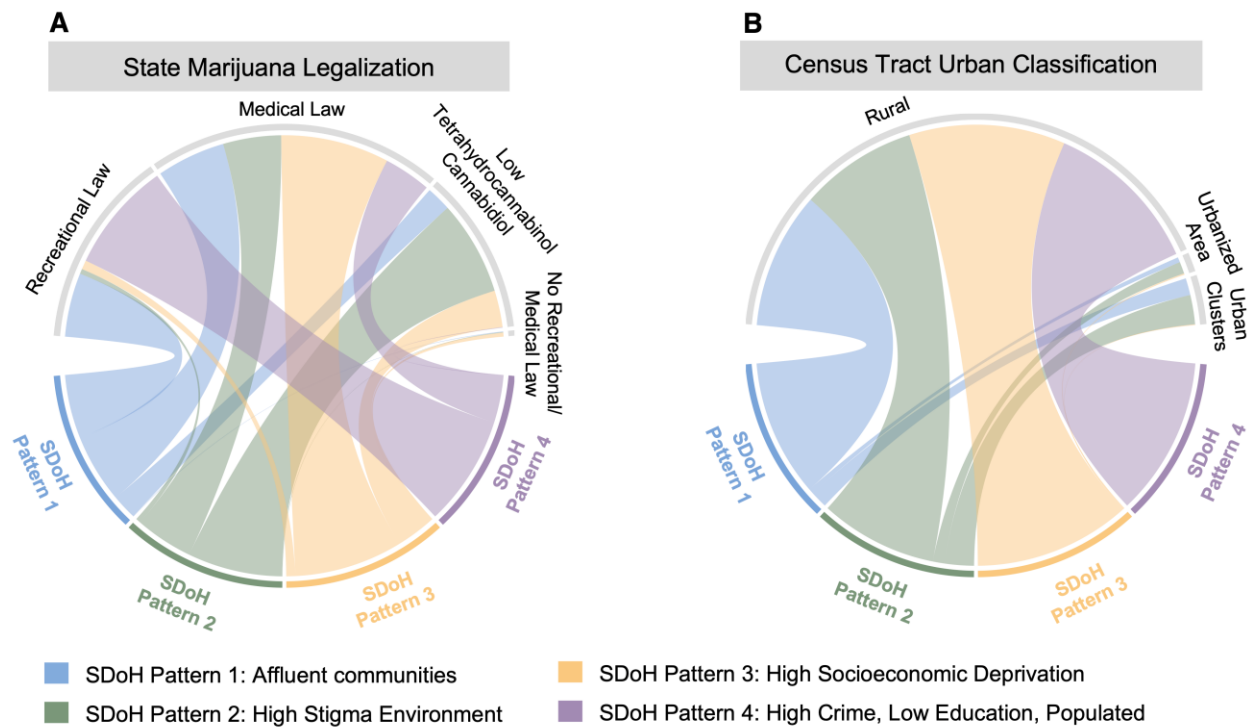 A
State Marijuana Legalization
Medical Law
Recreational Law
Low
Tetrahydrocannabinol
Cannabidiol
No Recreational/
Medical Law
SDoH
Pattern 1
SDoH
Pattern 2
SDoH
Pattern 3
SDoH
Pattern 4
B
Census Tract Urban Classification
Rural
Urbanized
Area
Urban
Clusters
SDoH
Pattern 1
SDoH
Pattern 2
SDoH
Pattern 3
SDoH
Pattern 4
SDoH Pattern 1: Affluent communities
SDoH Pattern 2: High Stigma Environment
SDoH Pattern 3: High Socioeconomic Deprivation
SDoH Pattern 4: High Crime, Low Education, Populated